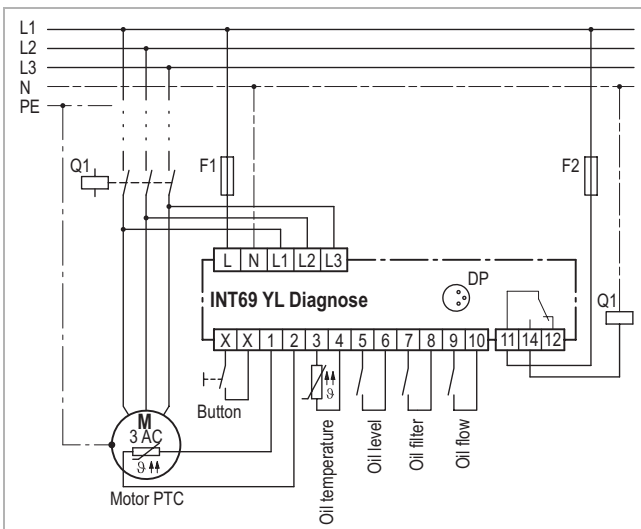 L1
L2
L3
N
PE
Q1
F1
F2
L N L1 L2 L3
INT69 YL Diagnose
DP
Q1
X X 1 2 3 4 5 6 7 8 9 10
11 14 12
ϑ
Button
M
3 AC
ϑ
Motor PTC
Oil temperature
Oil level
Oil filter
Oil flow